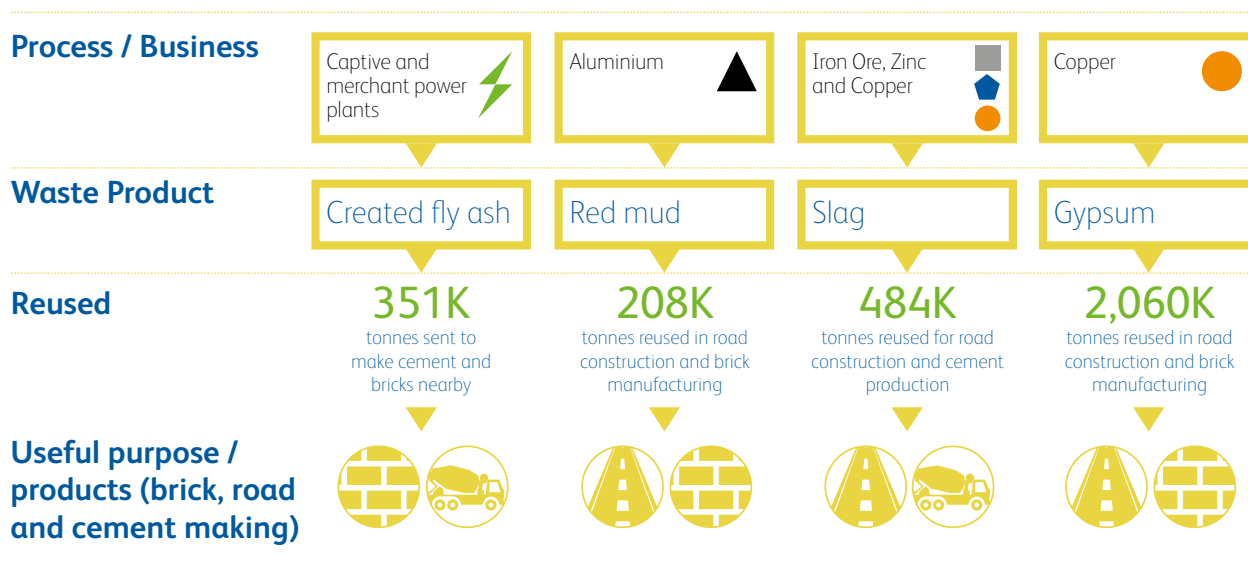 Process / Business
Captive and
merchant power
plants
Aluminium
Iron Ore, Zinc
and Copper
Copper
Waste Product
Created fly ash
Red mud
Slag
Gypsum
Reused
351K
tonnes sent to
make cement and
bricks nearby
208K
tonnes reused in road
construction and brick
manufacturing
484K
tonnes reused for road
construction and cement
production
2,060K
tonnes reused in road
construction and brick
manufacturing
Useful purpose /
products (brick, road
and cement making)